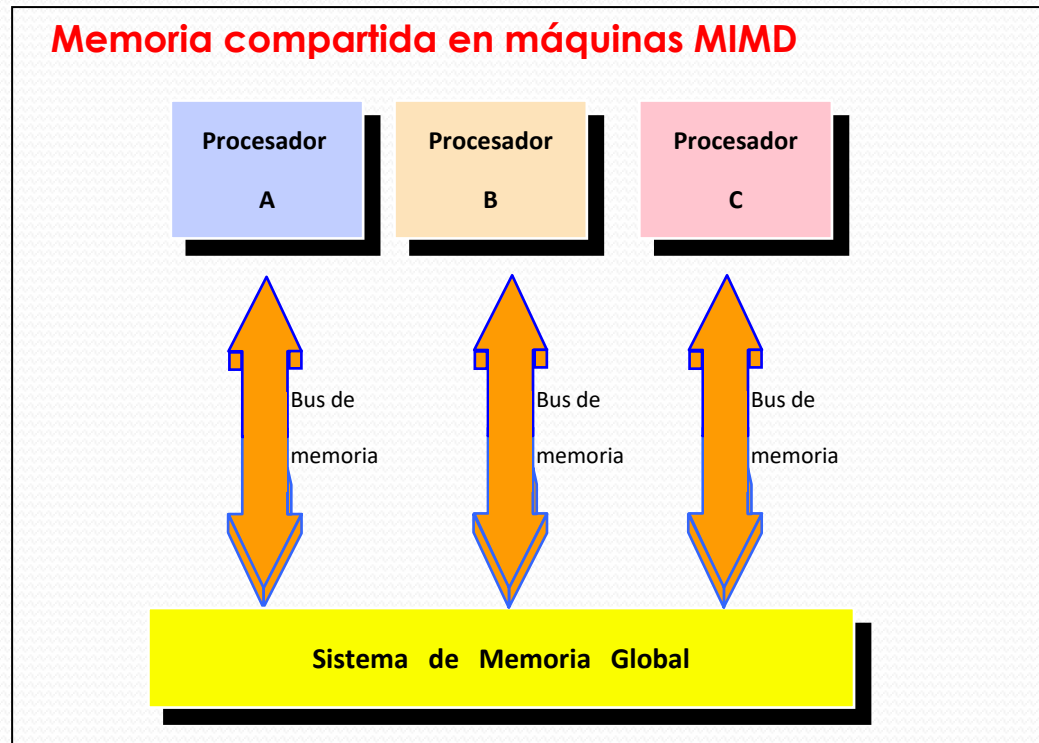 Memoria compartida en máquinas MIMD
Procesador
A
Procesador
B
Procesador
C
Bus de
memoria
Bus de
memoria
Bus de
memoria
Sistema de Memoria Global